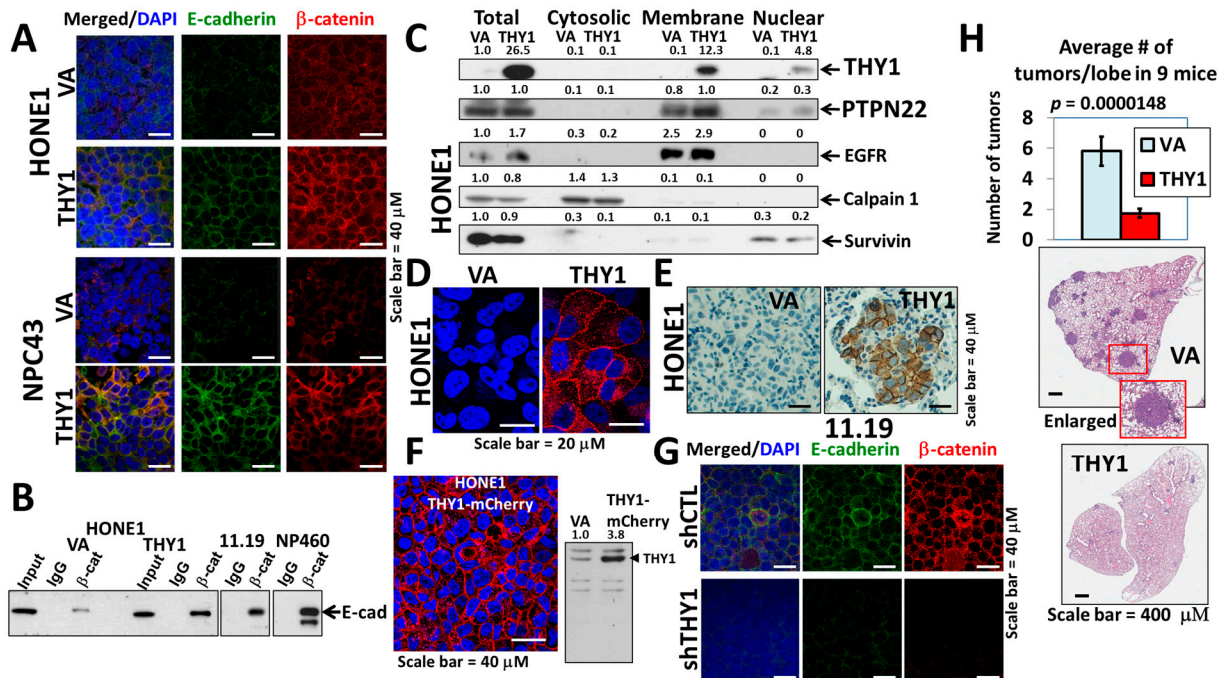 A
Merged/DAPI E-cadherin β-catenin
HONE1
VA
THY1
NPC43
VA
THY1
Scale bar = 40 μM
B
HONE1
VA THY1 11.19 NP460
Input IgG β-cat Input IgG β-cat IgG β-cat IgG β-cat
E-cad
C
Total Cytosolic Membrane Nuclear
VA THY1 VA THY1 VA THY1 VA THY1
HONE1
1.0 26.5 0.1 0.1 0.1 12.3 0.1 4.8
THY1
1.0 1.0 0.1 0.1 0.8 1.0 0.2 0.3
PTPN22
1.0 1.7 0.3 0.2 2.5 2.9 0 0
EGFR
1.0 0.8 1.4 1.3 0.1 0.1 0 0
Calpain 1
1.0 0.9 0.3 0.1 0.1 0.1 0.3 0.2
Survivin
D
VA THY1
HONE1
Scale bar = 20 μM
E
HONE1
VA THY1
Scale bar = 40 μM
F
HONE1
THY1-mCherry
Scale bar = 40 μM
THY1-
VA mCherry
1.0 3.8
THY1
G
11.19
Merged/DAPI E-cadherin β-catenin
shCTL
shTHY1
Scale bar = 40 μM
H
Average # of
tumors/lobe in 9 mice
p = 0.0000148
Number of tumors
8
6
4
2
0
VA
THY1
VA
Enlarged
THY1
Scale bar = 400 μM